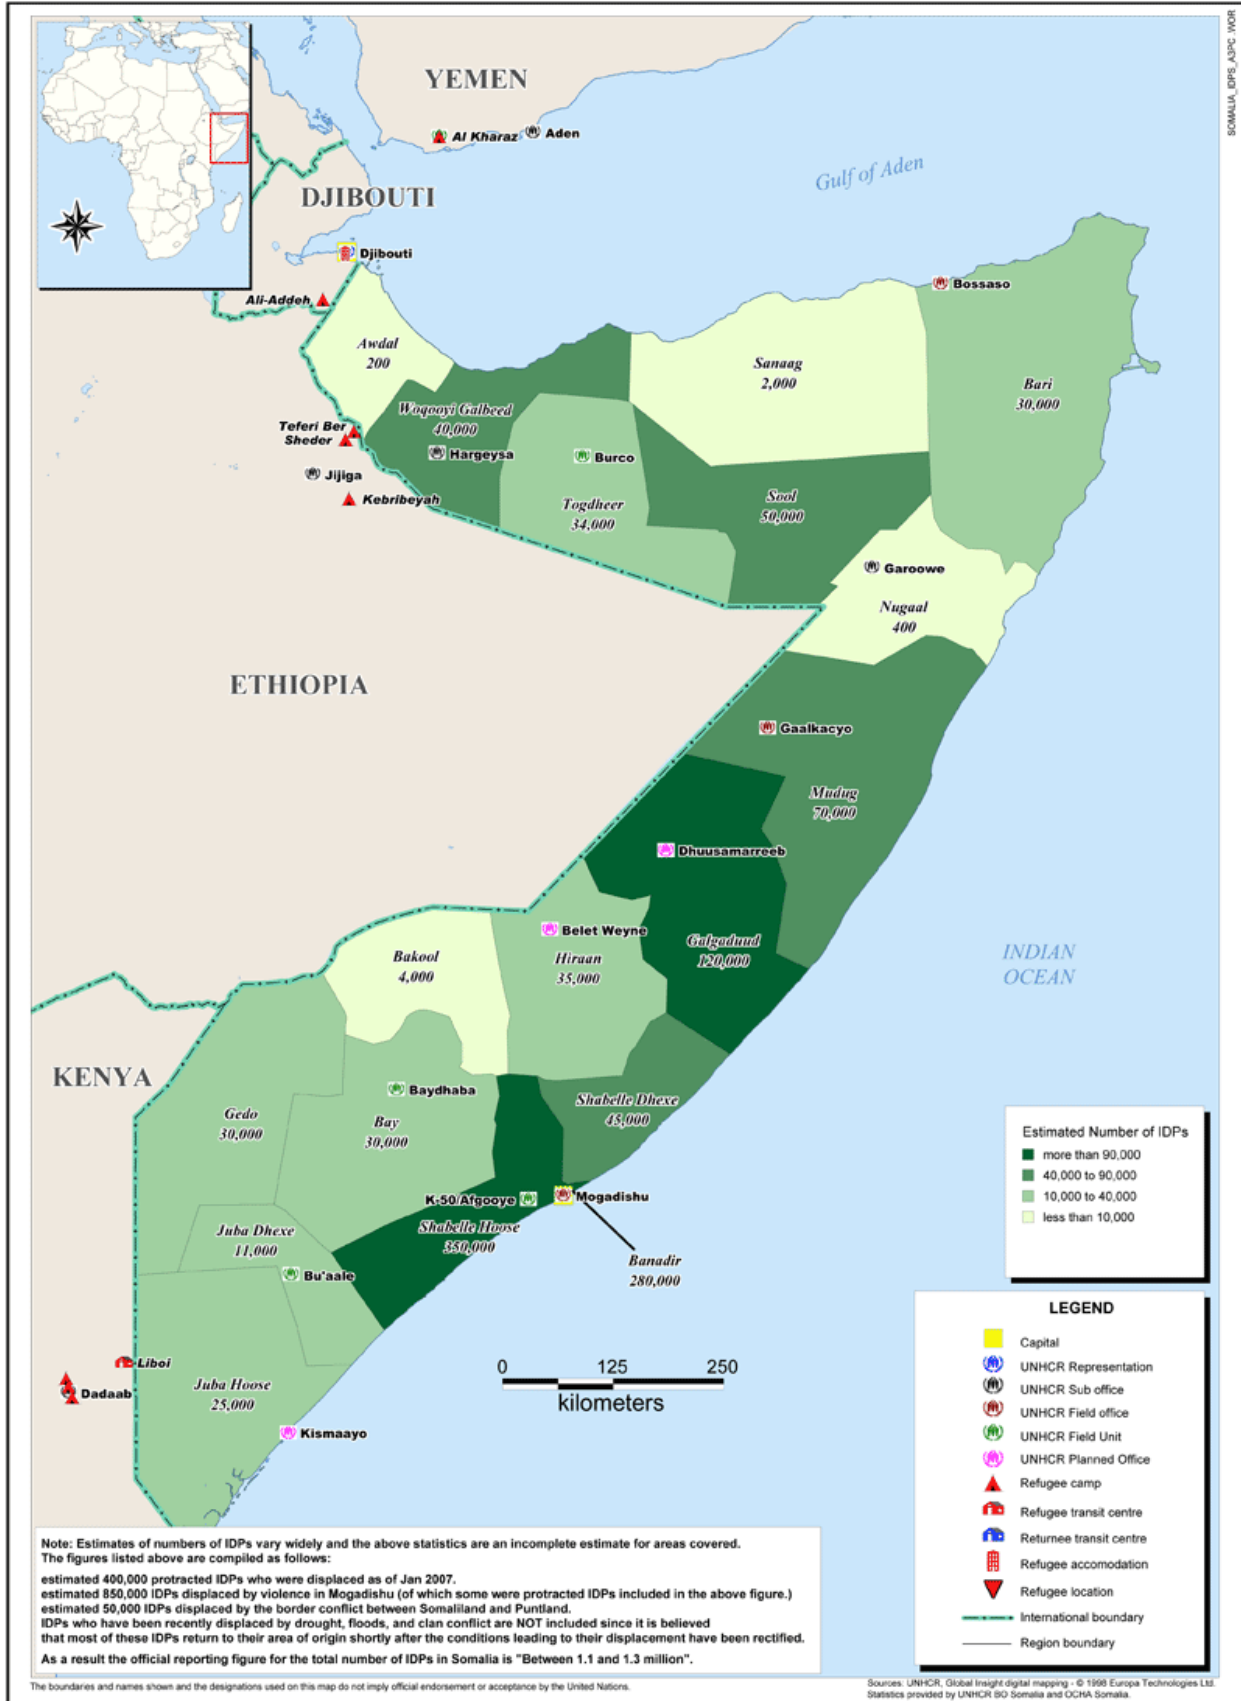 SOMALIA_IDPS_A3PC .WOR
YEMEN
Al Kharaz
Aden
Gulf of Aden
DJIBOUTI
Djibouti
Ali-Addeh
Bossaso
Awdal
200
Sanaag
2,000
Bari
30,000
Woqooyi Galbeed
40,000
Teferi Ber
Sheder
Hargeysa
Burco
Jijiga
Kebribeyah
Togdheer
34,000
Sool
50,000
Garoowe
Nugaal
400
ETHIOPIA
Gaalkacyo
Mudug
70,000
Dhuusamarreeb
Belet Weyne
Galgaduud
120,000
Hiraan
35,000
Bakool
4,000
INDIAN
OCEAN
KENYA
Baydhaba
Gedo
30,000
Bay
30,000
Shabelle Dhexe
45,000
K-50/Afgooye
Mogadishu
Shabelle Hoose
350,000
Juba Dhexe
11,000
Banadir
280,000
Bu'aale
Liboi
Dadaab
Juba Hoose
25,000
Kismaayo
0 125 250
kilometers
Estimated Number of IDPs
more than 90,000
40,000 to 90,000
10,000 to 40,000
less than 10,000
LEGEND
Capital
UNHCR Representation
UNHCR Sub office
UNHCR Field office
UNHCR Field Unit
UNHCR Planned Office
Refugee camp
Refugee transit centre
Returnee transit centre
Refugee accomodation
Refugee location
International boundary
Region boundary
Note: Estimates of numbers of IDPs vary widely and the above statistics are an incomplete estimate for areas covered.
The figures listed above are compiled as follows:
estimated 400,000 protracted IDPs who were displaced as of Jan 2007.
estimated 850,000 IDPs displaced by violence in Mogadishu (of which some were protracted IDPs included in the above figure.)
estimated 50,000 IDPs displaced by the border conflict between Somaliland and Puntland.
IDPs who have been recently displaced by drought, floods, and clan conflict are NOT included since it is believed
that most of these IDPs return to their area of origin shortly after the conditions leading to their displacement have been rectified.
As a result the official reporting figure for the total number of IDPs in Somalia is "Between 1.1 and 1.3 million".
The boundaries and names shown and the designations used on this map do not imply official endorsement or acceptance by the United Nations.
Sources: UNHCR, Global Insight digital mapping - © 1998 Europa Technologies Ltd.
Statistics provided by UNHCR BO Somalia and OCHA Somalia.